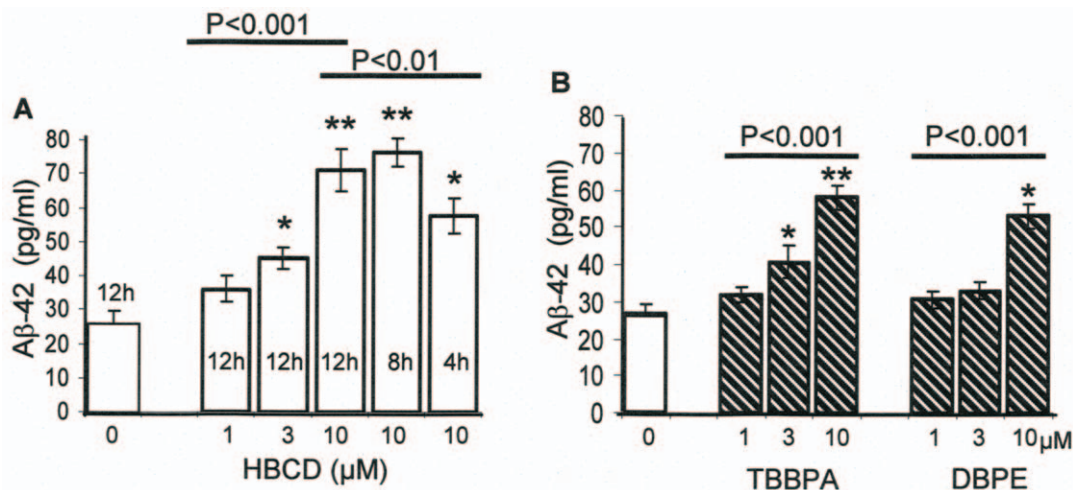 P<0.001
P<0.01
A
Aβ-42 (pg/ml)
80
70
60
50
40
30
20
10
0
12h
*
**
**
*
12h 12h 12h 8h 4h
0 1 3 10 10 10
HBCD (µM)
B
Aβ-42 (pg/ml)
80
70
60
50
40
30
20
10
0
P<0.001 P<0.001
*
**
*
0 1 3 10 1 3 10 µM
TBBPA DBPE